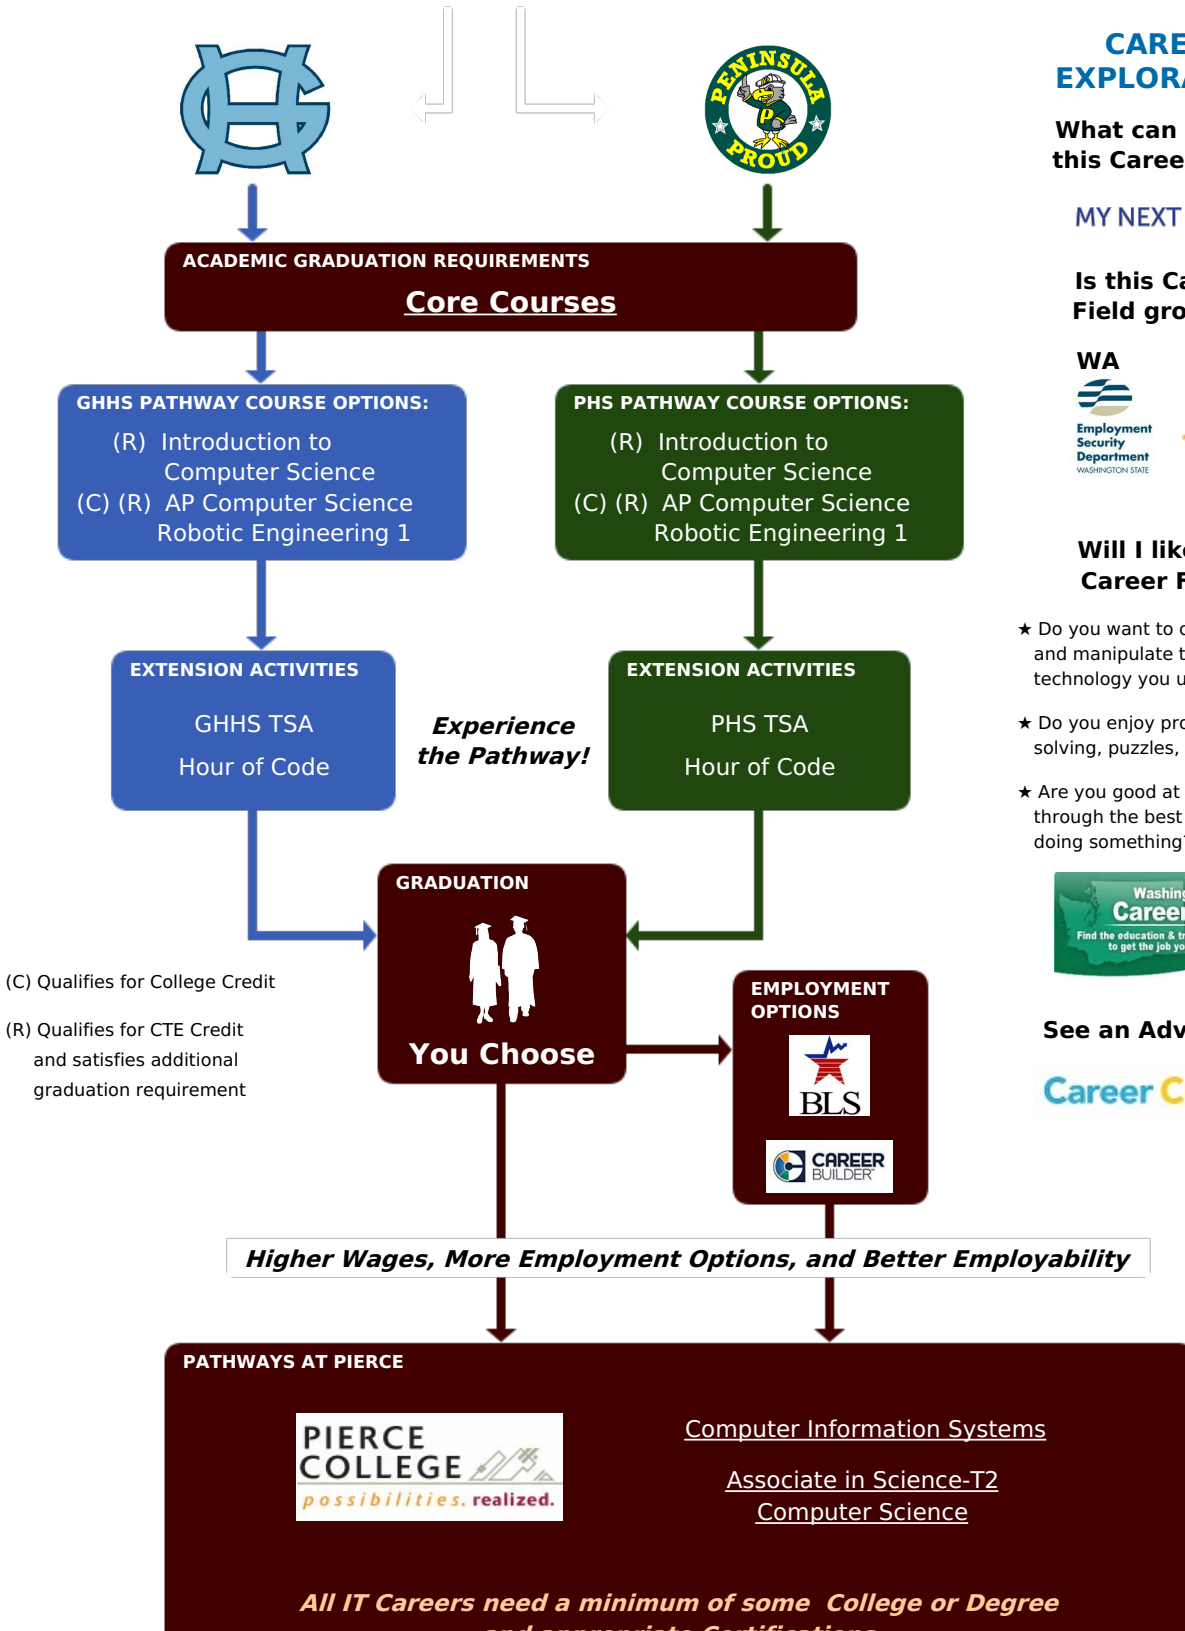 PENINSULA
P
PROUD
ACADEMIC GRADUATION REQUIREMENTS
Core Courses
GHHS PATHWAY COURSE OPTIONS:
(R) Introduction to
Computer Science
(C) (R) AP Computer Science
Robotic Engineering 1
PHS PATHWAY COURSE OPTIONS:
(R) Introduction to
Computer Science
(C) (R) AP Computer Science
Robotic Engineering 1
EXTENSION ACTIVITIES
GHHS TSA
Hour of Code
Experience
the Pathway!
EXTENSION ACTIVITIES
PHS TSA
Hour of Code
GRADUATION
You Choose
(C) Qualifies for College Credit
(R) Qualifies for CTE Credit
and satisfies additional
graduation requirement
EMPLOYMENT
OPTIONS
BLS
CAREER
BUILDER
Higher Wages, More Employment Options, and Better Employability
PATHWAYS AT PIERCE
PIERCE
COLLEGE
possibilities. realized.
Computer Information Systems
Associate in Science-T2
Computer Science
All IT Careers need a minimum of some College or Degree
and appropriate Certifications
CARE
EXPLORA
What can
this Caree
MY NEXT
Is this Ca
Field gro
WA
Employment
Security
Department
WASHINGTON STATE
Will I like
Career F
★ Do you want to
and manipulate t
technology you u
★ Do you enjoy pro
solving, puzzles,
★ Are you good at
through the best
doing something?
Washing
Career
Find the education & tr
to get the job yo
See an Adv
Career C